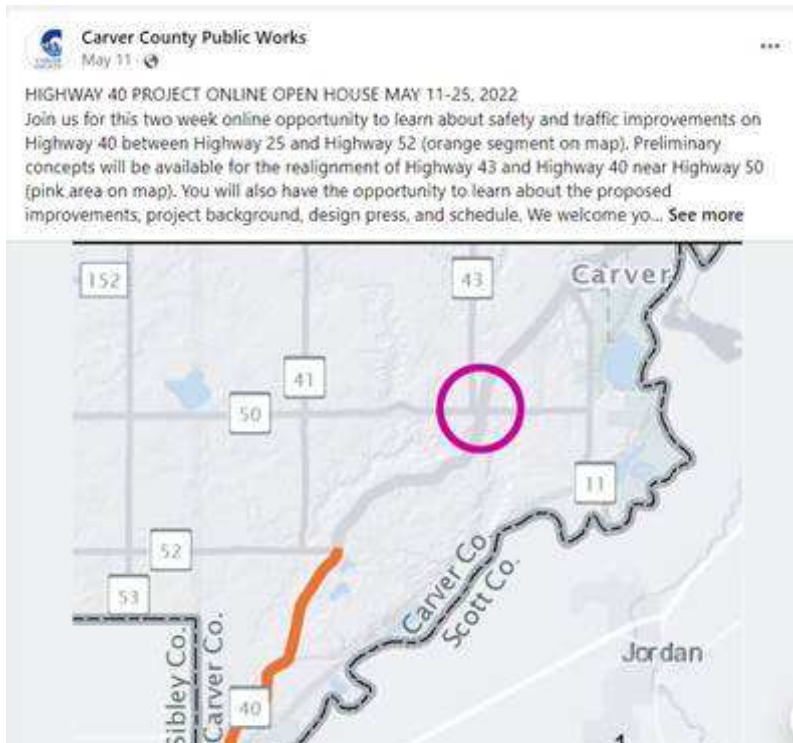 Carver County Public Works
May 11
HIGHWAY 40 PROJECT ONLINE OPEN HOUSE MAY 11-25, 2022
Join us for this two week online opportunity to learn about safety and traffic improvements on
Highway 40 between Highway 25 and Highway 52 (orange segment on map). Preliminary
concepts will be available for the realignment of Highway 43 and Highway 40 near Highway 50
(pink area on map). You will also have the opportunity to learn about the proposed
improvements, project background, design press, and schedule. We welcome yo... See more
152
43
Carver
41
50
11
52
53
Carver Co.
Scott Co.
Sibley Co.
Carver Co.
Jordan
40
1